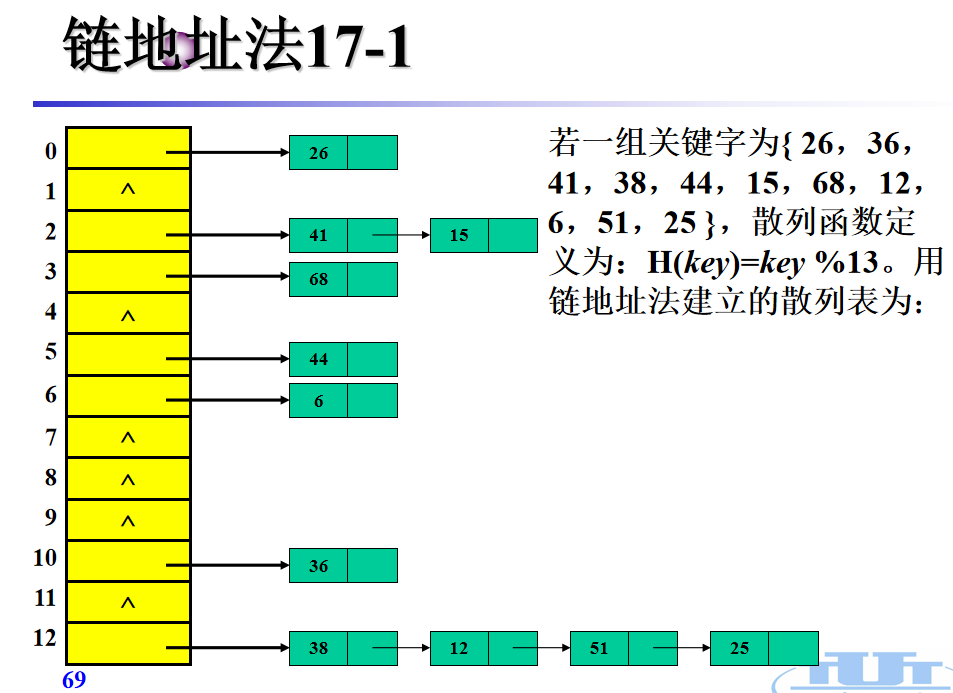 链地址法17-1
若一组关键字为{ 26，36，
41，38，44，15，68，12，
6，51，25 }，散列函数定
义为：H(key)=key %13。用
链地址法建立的散列表为：
0 26
1 ^
2 41 15
3 68
4 ^
5 44
6 6
7 ^
8 ^
9 ^
10 36
11 ^
12 38 12 51 25
69